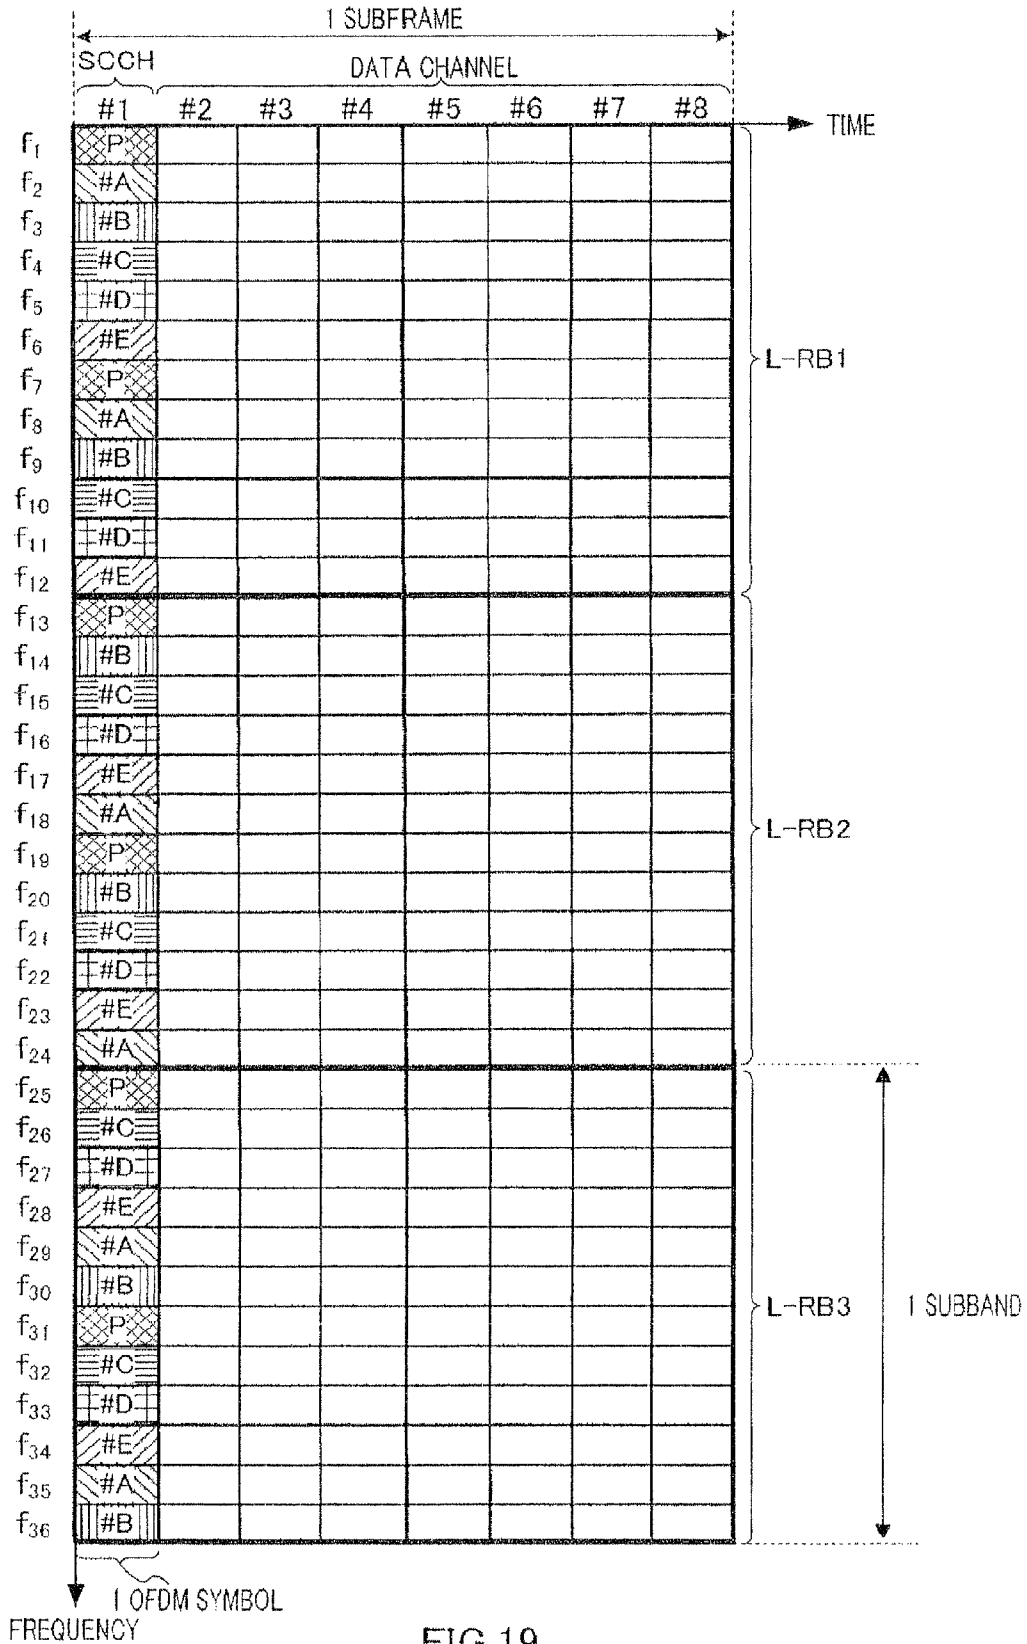 1 SUBFRAME
SCCH
DATA CHANNEL
#1 #2 #3 #4 #5 #6 #7 #8
TIME
f1 P
f2 #A
f3 #B
f4 #C
f5 #D
f6 #E
L-RB1
f7 P
f8 #A
f9 #B
f10 #C
f11 #D
f12 #E
f13 P
f14 #B
f15 #C
f16 #D
f17 #E
f18 #A
L-RB2
f19 P
f20 #B
f21 #C
f22 #D
f23 #E
f24 #A
f25 P
f26 #C
f27 #D
f28 #E
f29 #A
f30 #B
L-RB3
1 SUBBAND
f31 P
f32 #C
f33 #D
f34 #E
f35 #A
f36 #B
1 OFDM SYMBOL
FREQUENCY
FIG.19